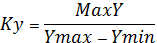 Ky = MaxY / (Ymax − Ymin)